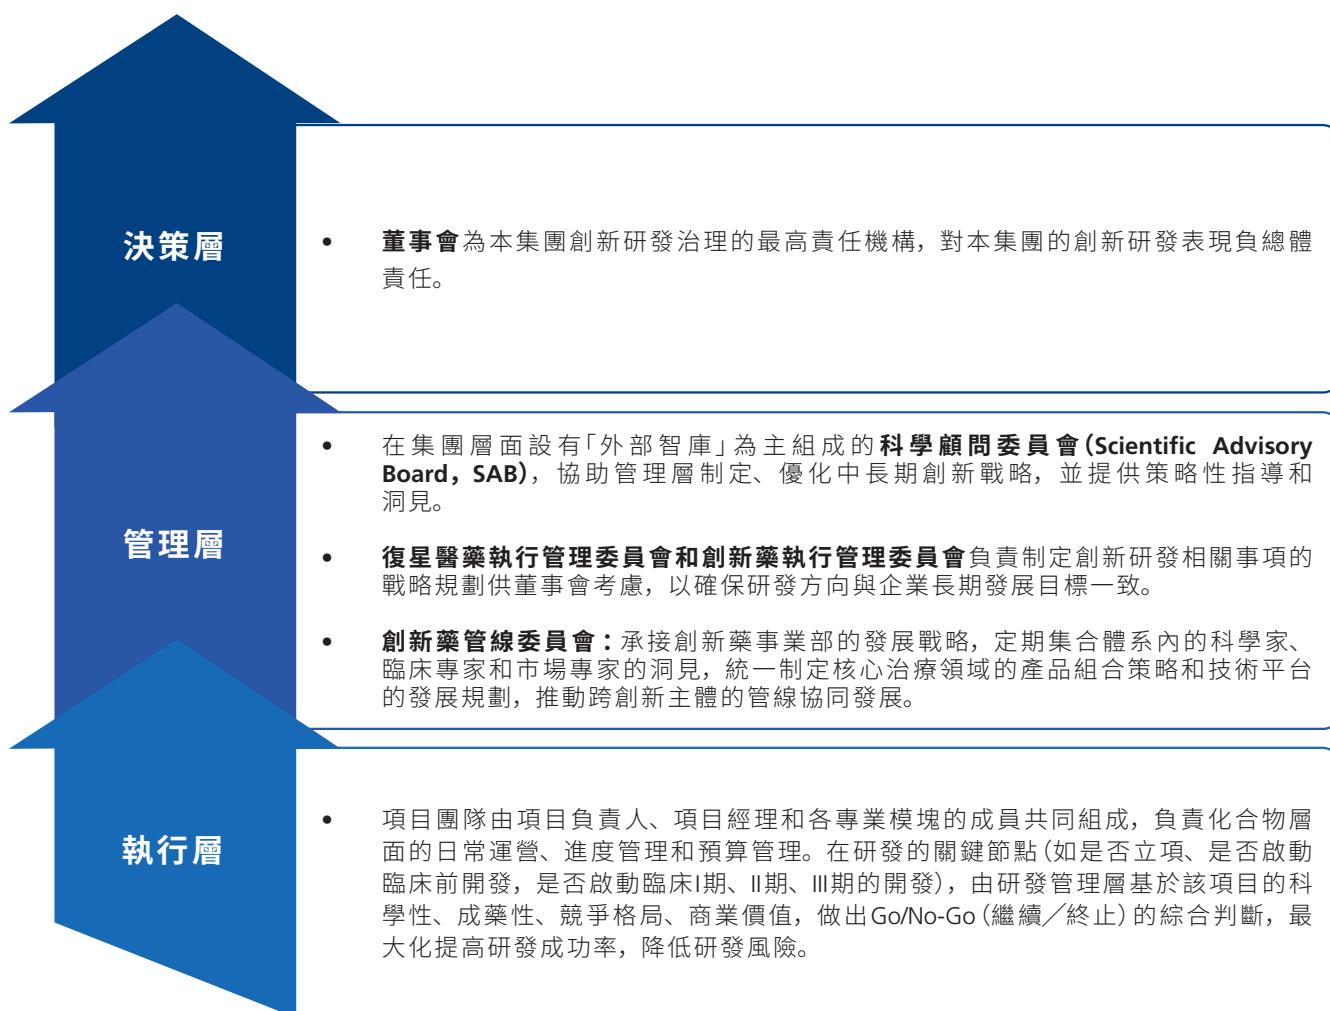 決策層
• 董事會為本集團創新研發治理的最高責任機構，對本集團的創新研發表現負總體
責任。
管理層
• 在集團層面設有「外部智庫」為主組成的科學顧問委員會（Scientific Advisory
Board，SAB），協助管理層制定、優化中長期創新戰略，並提供策略性指導和
洞見。
• 復星醫藥執行管理委員會和創新藥執行管理委員會負責制定創新研發相關事項的
戰略規劃供董事會考慮，以確保研發方向與企業長期發展目標一致。
• 創新藥管線委員會：承接創新藥事業部的發展戰略，定期集合體系內的科學家、
臨床專家和市場專家的洞見，統一制定核心治療領域的產品組合策略和技術平台
的發展規劃，推動跨創新主體的管線協同發展。
執行層
• 項目團隊由項目負責人、項目經理和各專業模塊的成員共同組成，負責化合物層
面的日常運營、進度管理和預算管理。在研發的關鍵節點（如是否立項、是否啟動
臨床前開發，是否啟動臨床I期、II期、III期的開發），由研發管理層基於該項目的科
學性、成藥性、競爭格局、商業價值，做出Go/No-Go（繼續／終止）的綜合判斷，最
大化提高研發成功率，降低研發風險。